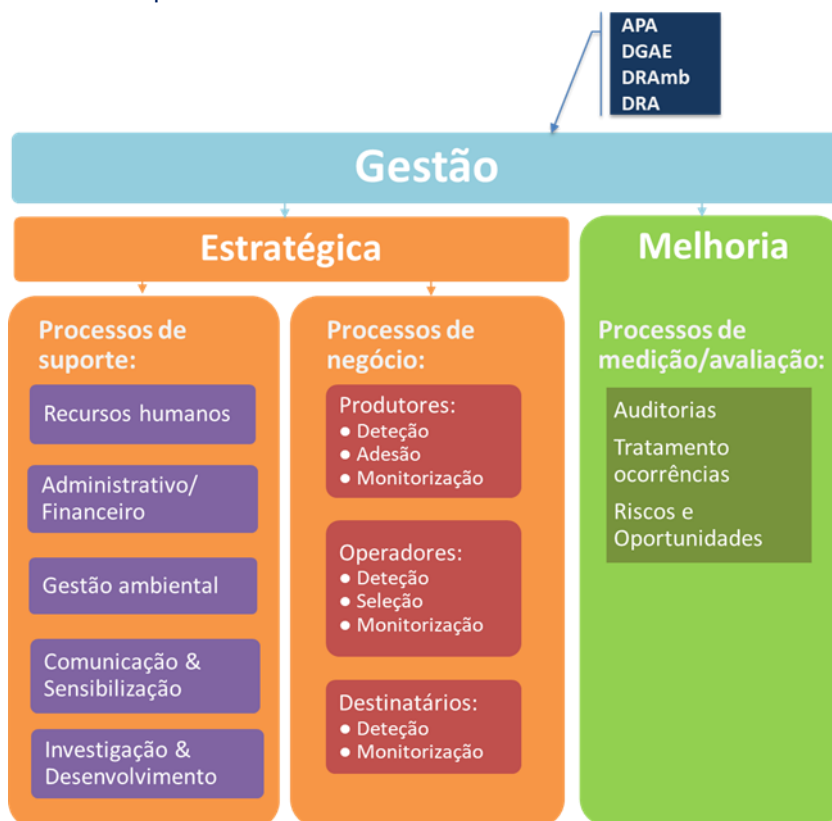 APA
DGAE
DRAmb
DRA
Gestão
Estratégica
Melhoria
Processos de
suporte:
Recursos humanos
Administrativo/
Financeiro
Gestão ambiental
Comunicação &
Sensibilização
Investigação &
Desenvolvimento
Processos de
negócio:
Produtores:
● Deteção
● Adesão
● Monitorização
Operadores:
● Deteção
● Seleção
● Monitorização
Destinatários:
● Deteção
● Monitorização
Processos de
medição/avaliação:
Auditorias
Tratamento
ocorrências
Riscos e
Oportunidades